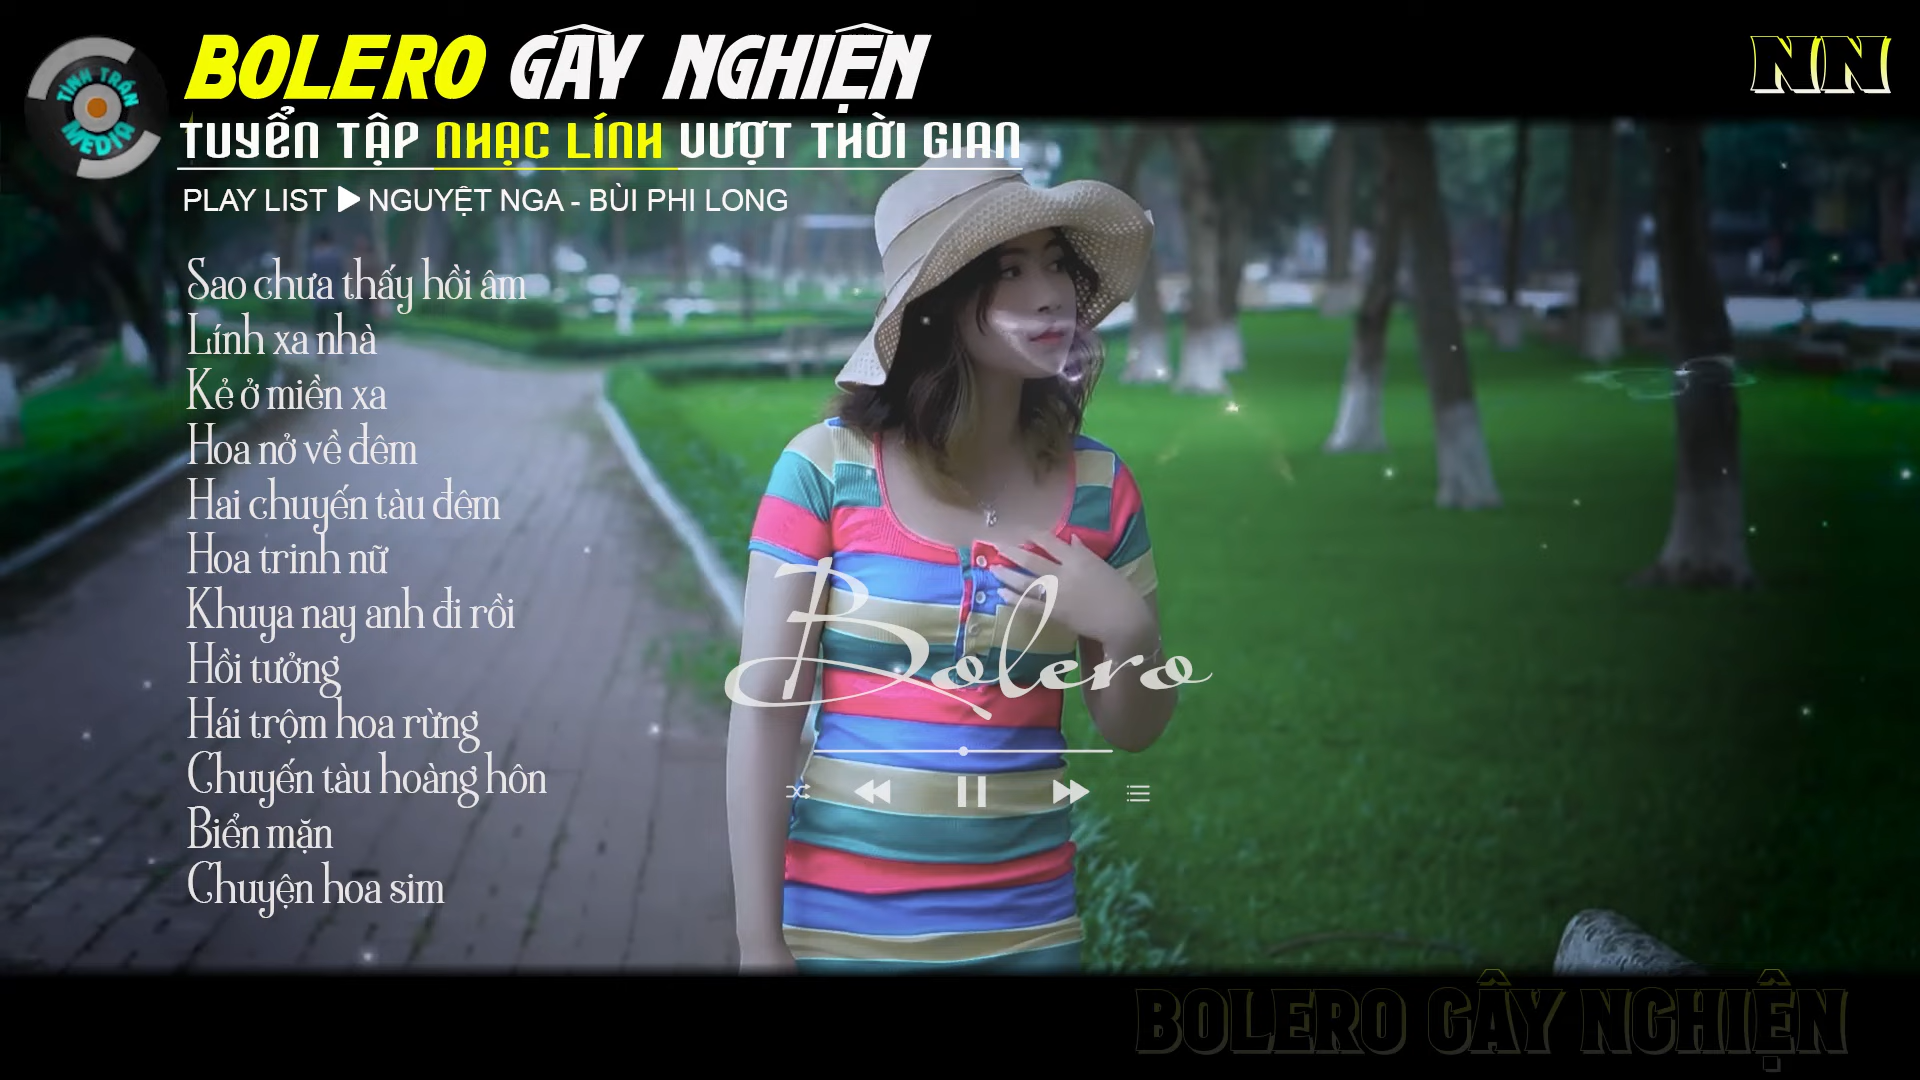 TÌNH TRÁN
MEDIA
BOLERO GÂY NGHIỆN
NN
TUYỂN TẬP NHẠC LÍNH VƯỢT THỜI GIAN
PLAY LIST NGUYỆT NGA - BÙI PHI LONG
Sao chưa thấy hồi âm
Lính xa nhà
Kẻ ở miền xa
Hoa nở về đêm
Hai chuyến tàu đêm
Hoa trinh nữ
Khuya nay anh đi rồi
Hồi tưởng
Hái trộm hoa rừng
Chuyến tàu hoàng hôn
Biển mặn
Chuyện hoa sim
Bolero
BOLERO GÂY NGHIỆN